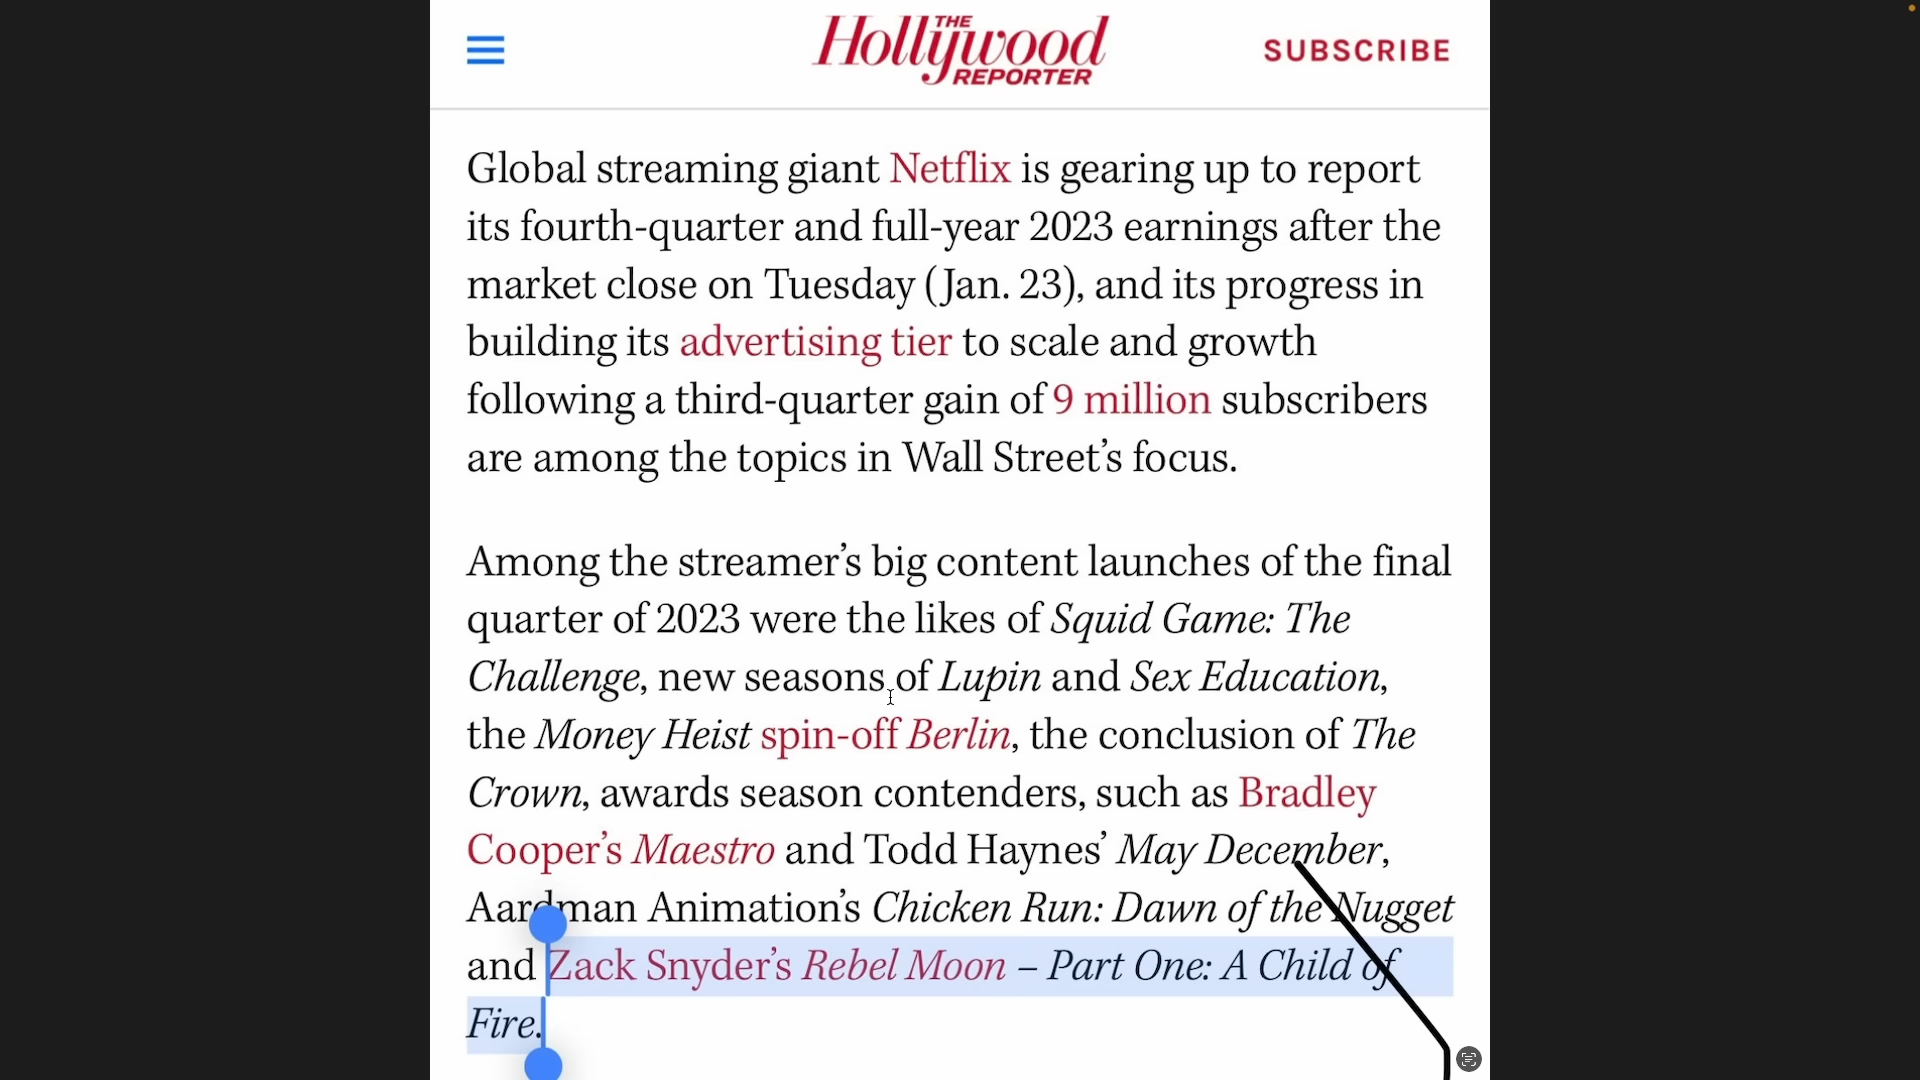 THE
Hollywood
REPORTER
SUBSCRIBE
Global streaming giant Netflix is gearing up to report
its fourth-quarter and full-year 2023 earnings after the
market close on Tuesday (Jan. 23), and its progress in
building its advertising tier to scale and growth
following a third-quarter gain of 9 million subscribers
are among the topics in Wall Street’s focus.
Among the streamer’s big content launches of the final
quarter of 2023 were the likes of Squid Game: The
Challenge, new seasons of Lupin and Sex Education,
the Money Heist spin-off Berlin, the conclusion of The
Crown, awards season contenders, such as Bradley
Cooper’s Maestro and Todd Haynes’ May December,
Aardman Animation’s Chicken Run: Dawn of the Nugget
and Zack Snyder’s Rebel Moon – Part One: A Child of
Fire.